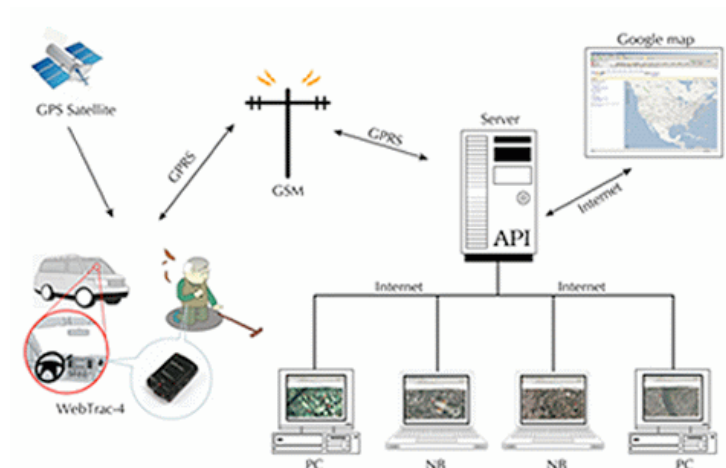 Google map
GPS Satellite
GPRS
GSM
GPRS
Server
API
Internet
Internet
Internet
WebTrac-4
PC
NB
NB
PC